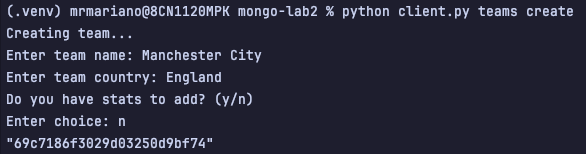 (.venv) mrmariano@8CN1120MPK mongo-lab2 % python client.py teams create
Creating team...
Enter team name: Manchester City
Enter team country: England
Do you have stats to add? (y/n)
Enter choice: n
"69c7186f3029d03250d9bf74"